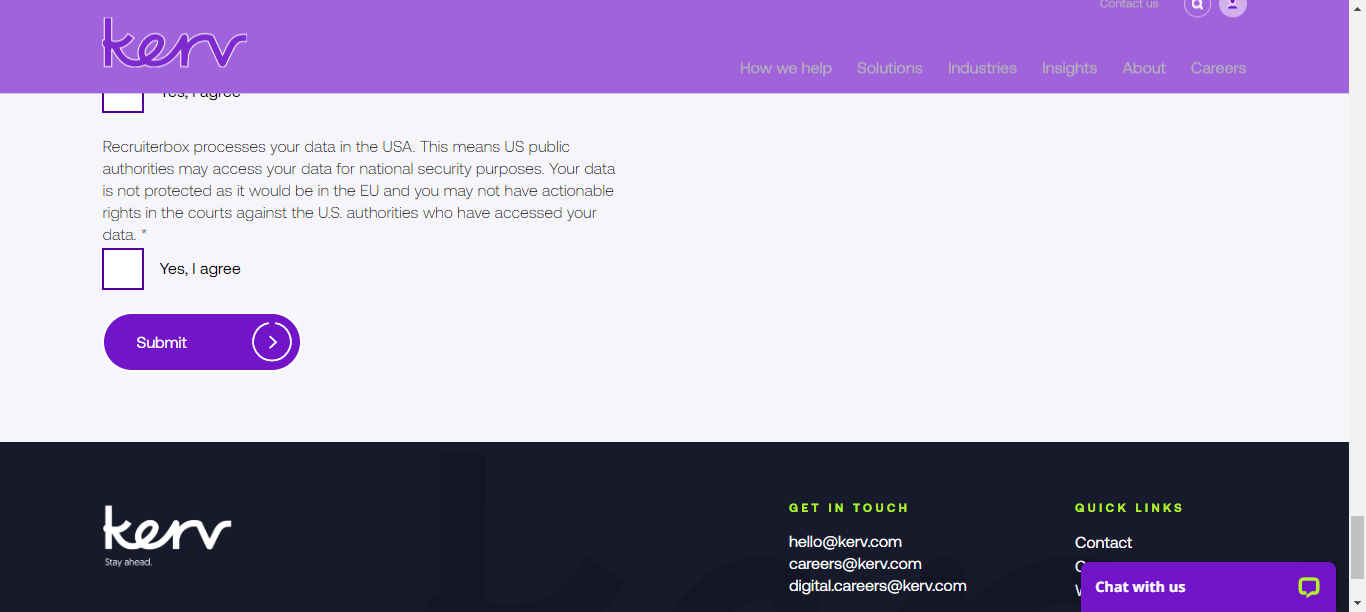 Contact us
kerv
How we help Solutions Industries Insights About Careers
Yes, I agree
Recruiterbox processes your data in the USA. This means US public
authorities may access your data for national security purposes. Your data
is not protected as it would be in the EU and you may not have actionable
rights in the courts against the U.S. authorities who have accessed your
data. *
Yes, I agree
Submit
kerv
Stay ahead.
GET IN TOUCH
hello@kerv.com
careers@kerv.com
digital.careers@kerv.com
QUICK LINKS
Contact
Chat with us